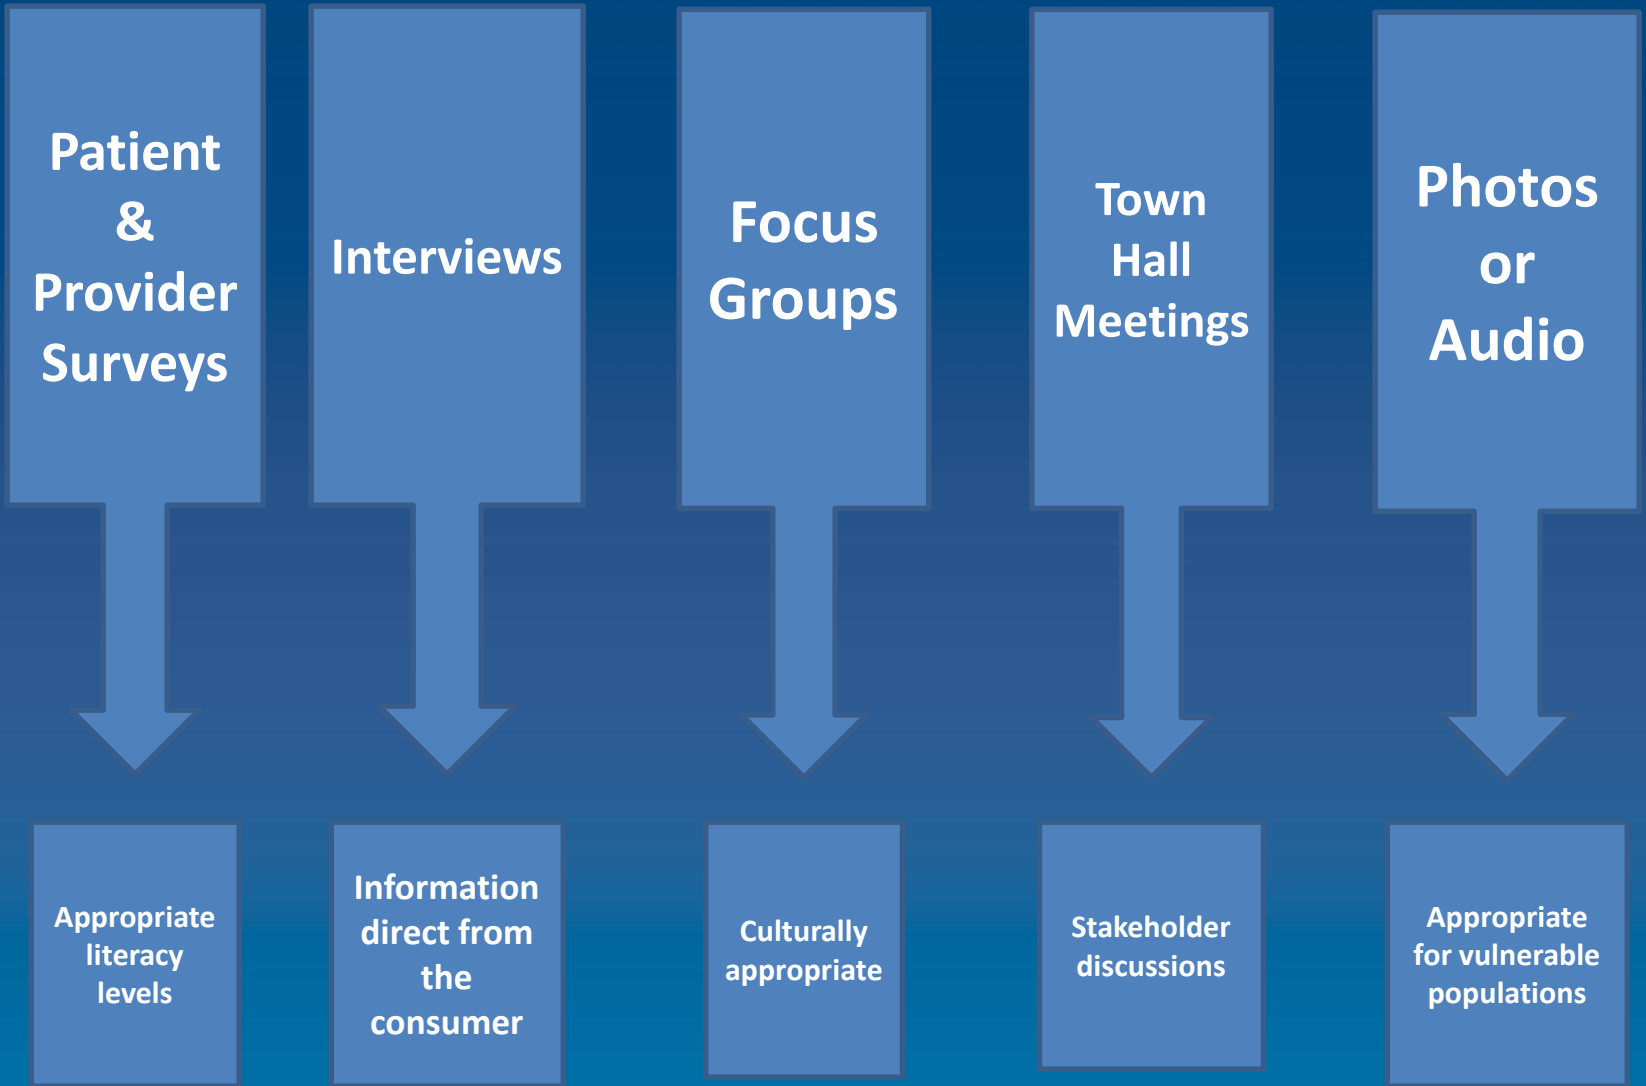 Patient
&
Provider
Surveys
Interviews
Focus
Groups
Town
Hall
Meetings
Photos
or
Audio
Appropriate
literacy
levels
Information
direct from
the
consumer
Culturally
appropriate
Stakeholder
discussions
Appropriate
for vulnerable
populations